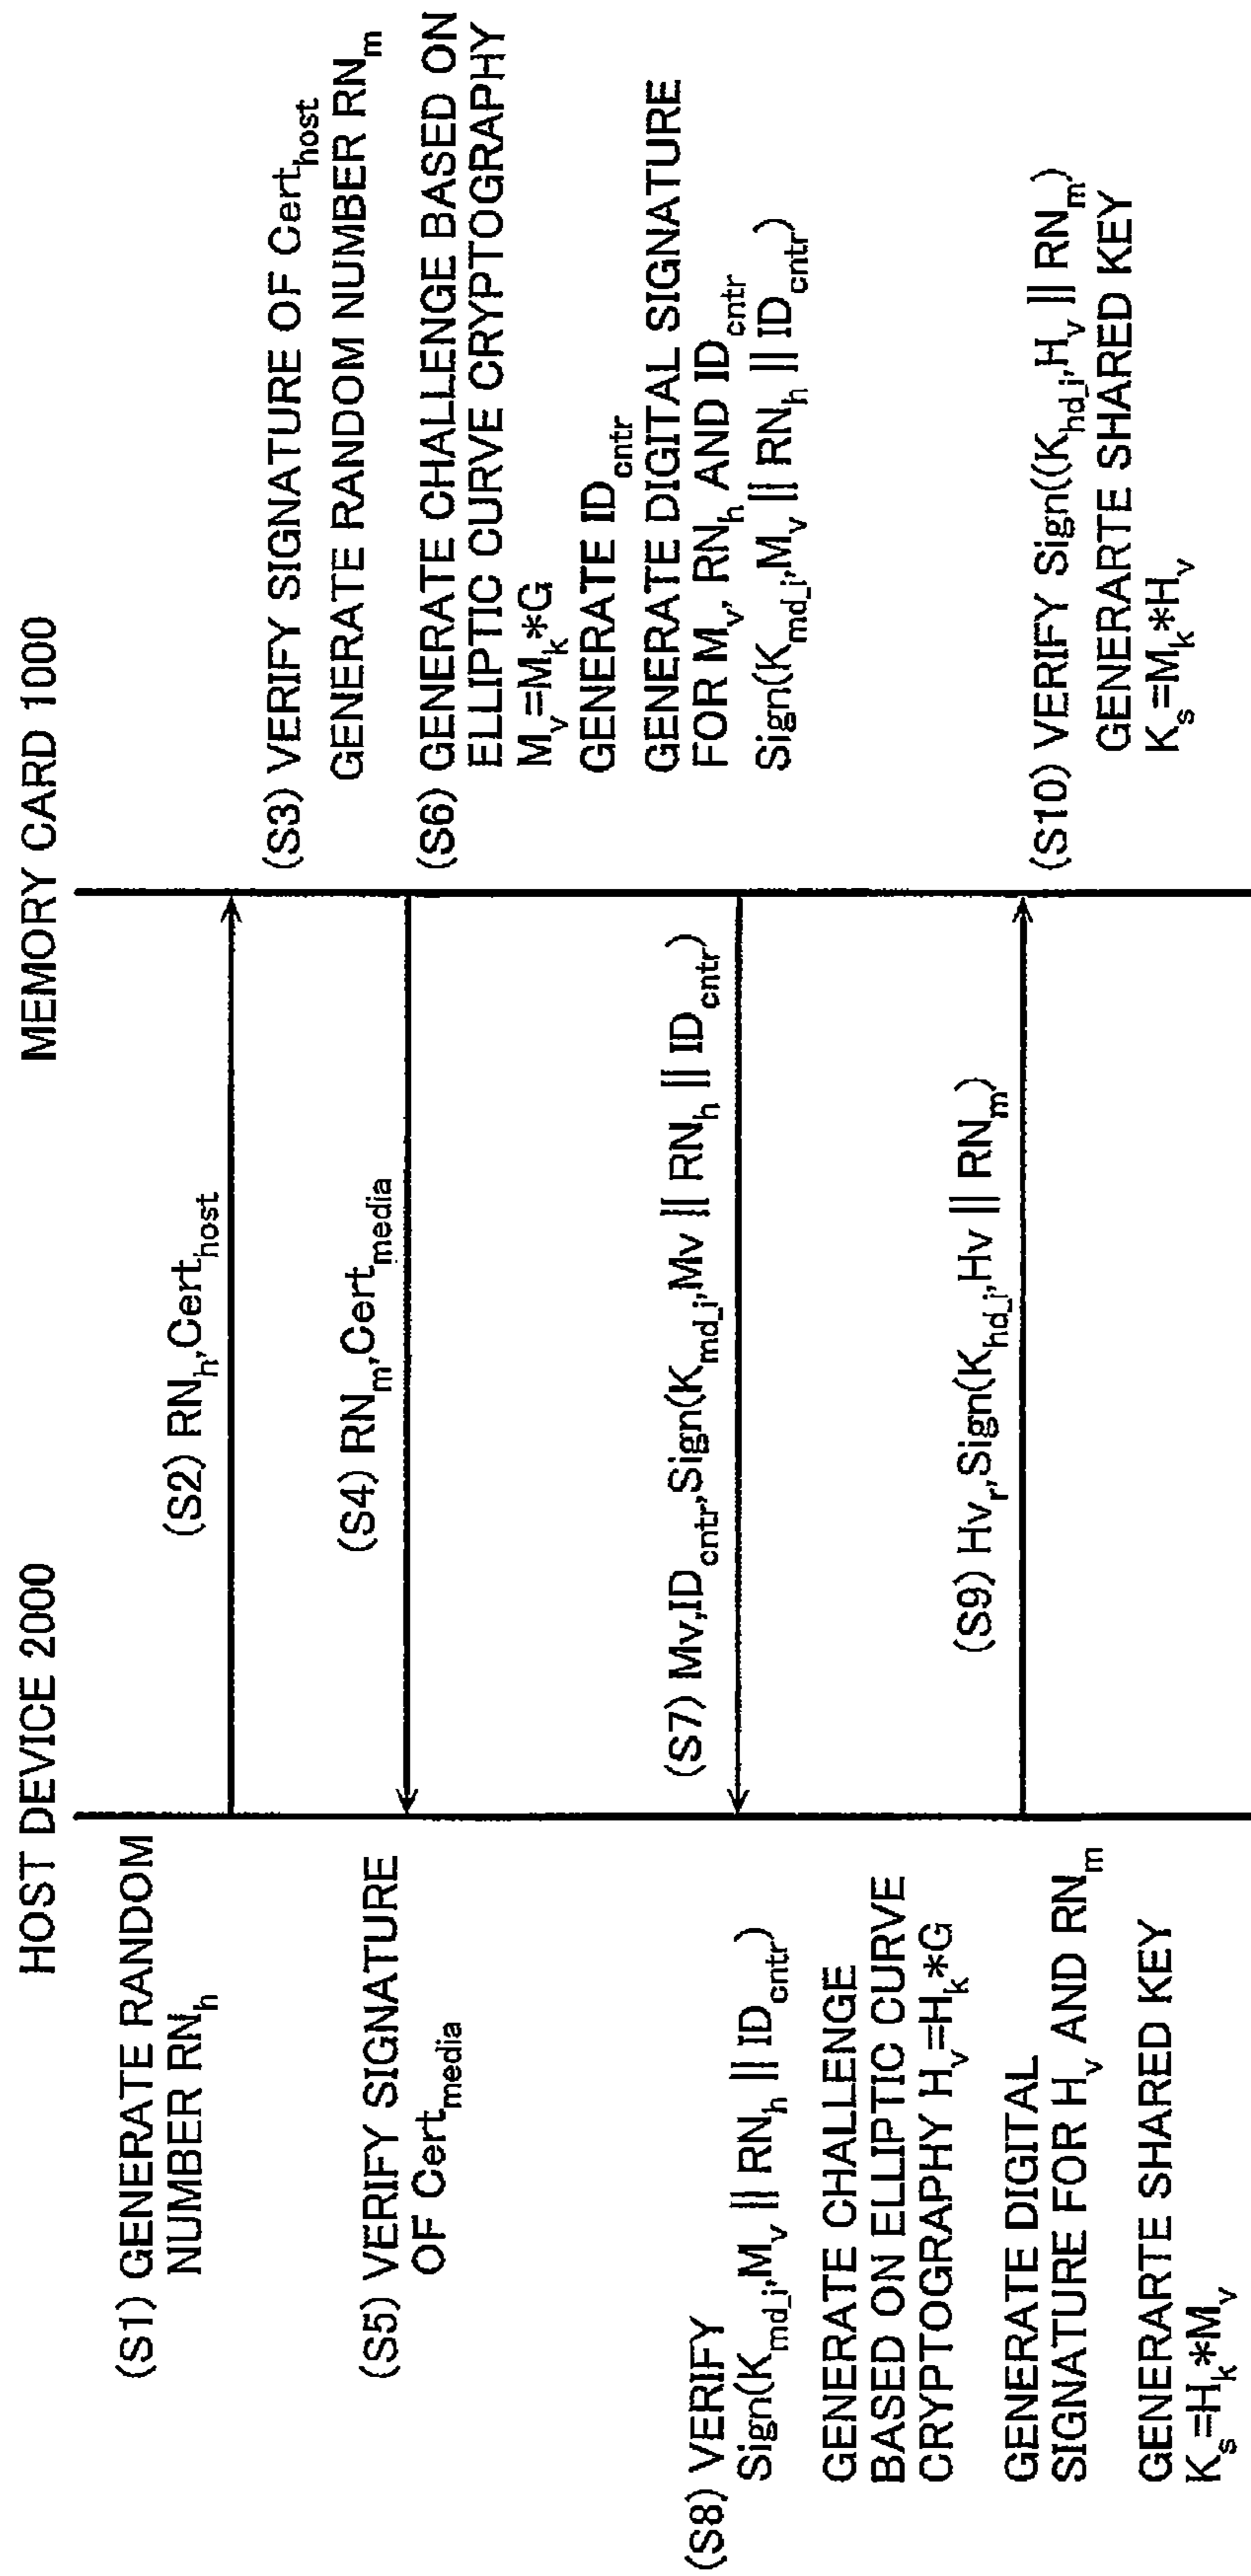 HOST DEVICE 2000
MEMORY CARD 1000
(S1) GENERATE RANDOM
NUMBER RNh
(S2) RNh,Certhost
(S3) VERIFY SIGNATURE OF Certhost
GENERATE RANDOM NUMBER RNm
(S4) RNm,Certmedia
(S5) VERIFY SIGNATURE
OF Certmedia
(S6) GENERATE CHALLENGE BASED ON
ELLIPTIC CURVE CRYPTOGRAPHY
Mv=Mk*G
GENERATE IDcntr
GENERATE DIGITAL SIGNATURE
FOR Mv, RNh AND IDcntr
Sign(Kmd_i,Mv || RNh || IDcntr)
(S7) Mv,IDcntr,Sign(Kmd_i,Mv || RNh || IDcntr)
(S8) VERIFY
Sign(Kmd_i,Mv || RNh || IDcntr)
GENERATE CHALLENGE
BASED ON ELLIPTIC CURVE
CRYPTOGRAPHY Hv=Hk*G
GENERATE DIGITAL
SIGNATURE FOR Hv AND RNm
GENERARTE SHARED KEY
Ks=Hk*Mv
(S9) Hvr,Sign(Khd_i,Hv || RNm)
(S10) VERIFY Sign((Khd_i,Hv || RNm)
GENERARTE SHARED KEY
Ks=Mk*Hv